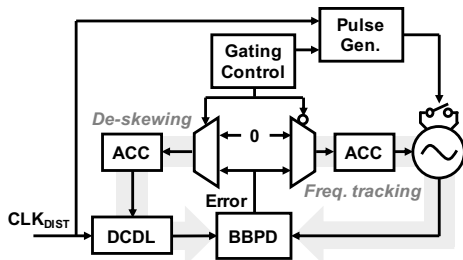 Pulse
Gen.
Gating
Control
De-skewing
ACC
0
ACC
Freq. tracking
Error
CLKDIST
DCDL
BBPD